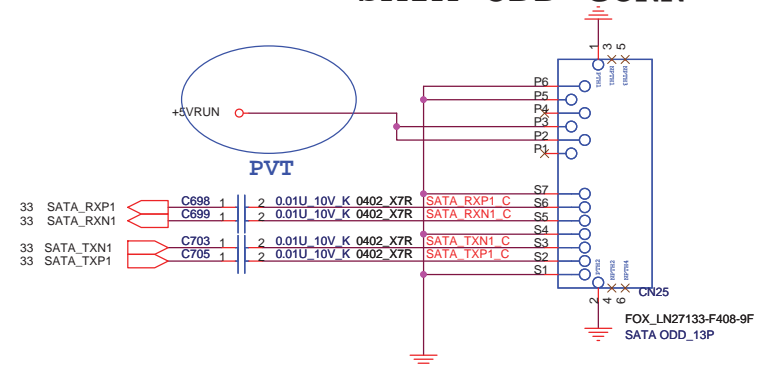 1
3
5
P6
P5
P4
P3
P2
P1
+5VRUN
PVT
S7
33 SATA_RXP1 C698 1 2 0.01U_10V_K 0402_X7R SATA_RXP1_C S6
33 SATA_RXN1 C699 1 2 0.01U_10V_K 0402_X7R SATA_RXN1_C S5
S4
33 SATA_TXN1 C703 1 2 0.01U_10V_K 0402_X7R SATA_TXN1_C S3
33 SATA_TXP1 C705 1 2 0.01U_10V_K 0402_X7R SATA_TXP1_C S2
S1
PTH2
NPTH2
NPTH4
2
4
6
CN25
FOX_LN27133-F408-9F
SATA ODD_13P